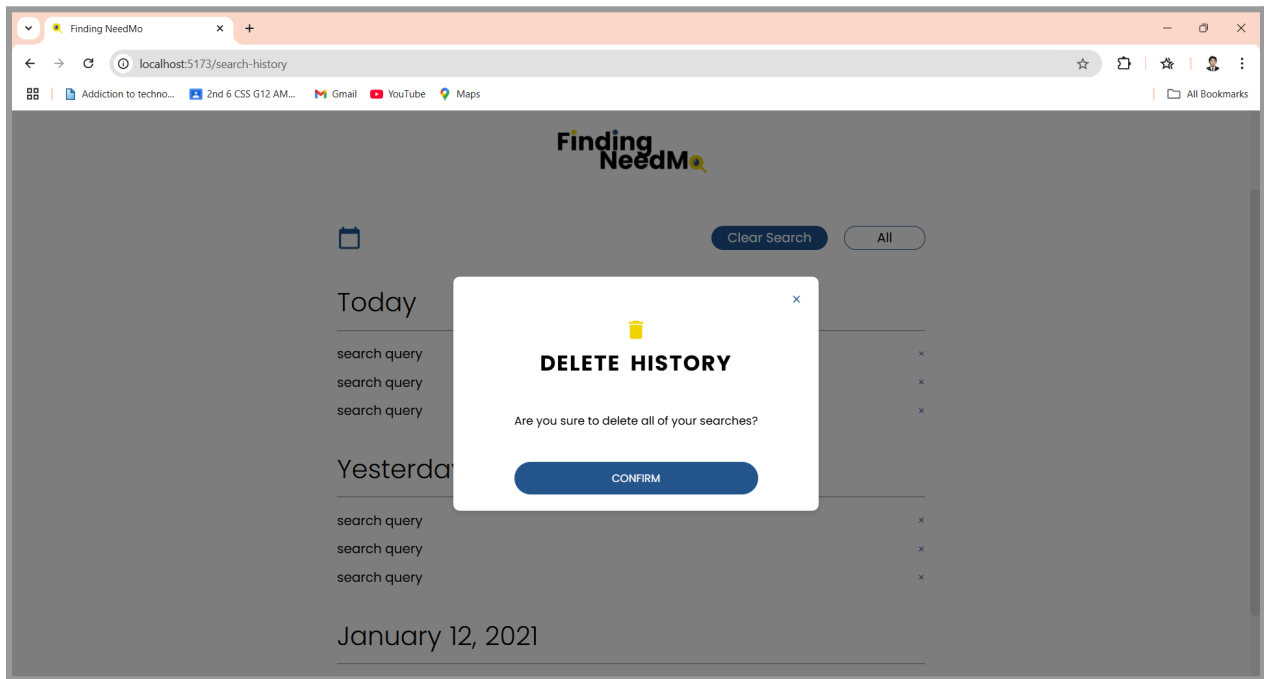 Finding NeedMo
localhost:5173/search-history
Addiction to techno...
2nd 6 CSS G12 AM...
Gmail
YouTube
Maps
All Bookmarks
Finding
NeedMo
Clear Search
All
Today
search query
search query
search query
DELETE HISTORY
Are you sure to delete all of your searches?
CONFIRM
Yesterda
search query
search query
search query
January 12, 2021